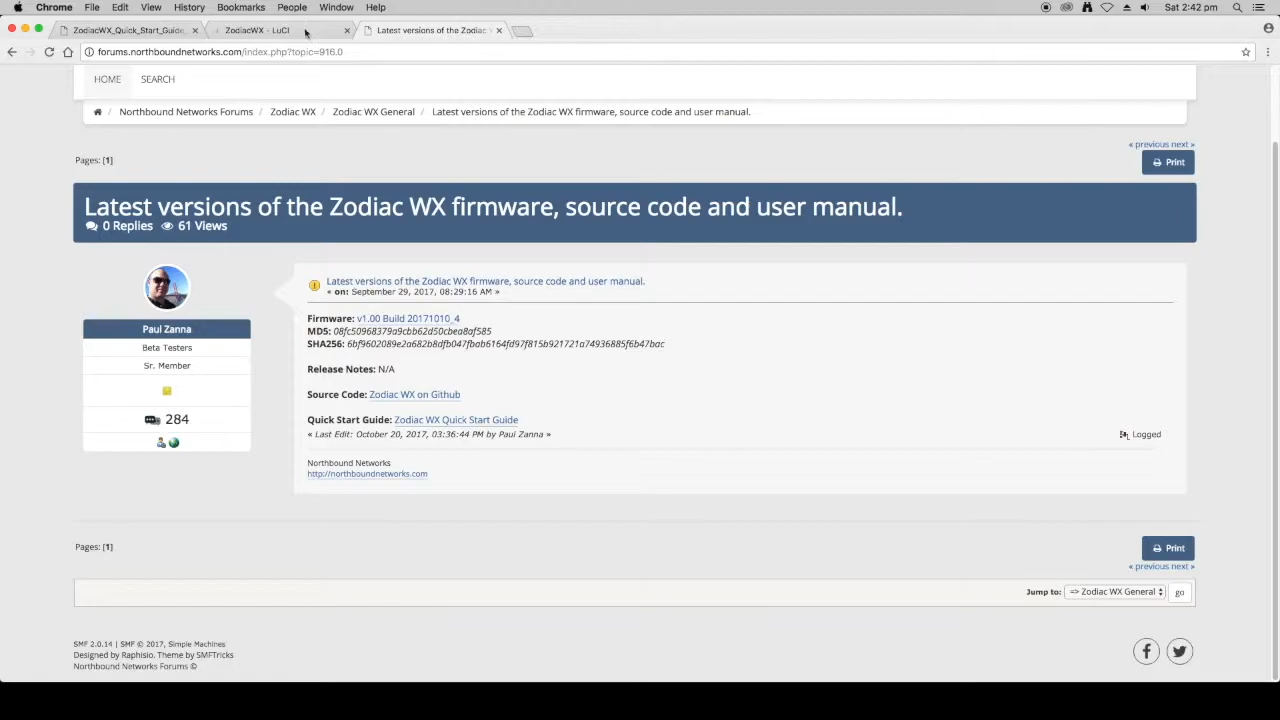 Chrome File Edit View History Bookmarks People Window Help Sat 2:42 pm
ZodiacWX_Quick_Start_Guide ZodiacWX - LuCI Latest versions of the Zodiac
forums.northboundnetworks.com/index.php?topic=916.0
HOME SEARCH
/ Northbound Networks Forums / Zodiac WX / Zodiac WX General / Latest versions of the Zodiac WX firmware, source code and user manual.
« previous next »
Pages: [1]
Print
Latest versions of the Zodiac WX firmware, source code and user manual.
0 Replies 61 Views
Paul Zanna
Beta Testers
Sr. Member
284
Latest versions of the Zodiac WX firmware, source code and user manual.
« on: September 29, 2017, 08:29:16 AM »
Firmware: v1.00 Build 20171010_4
MD5: 08fc50968379a9cbb62d50cbea8af585
SHA256: 6bf9602089e2a682b8dfb047fbab6164fd97f815b921721a74936885f6b47bac
Release Notes: N/A
Source Code: Zodiac WX on Github
Quick Start Guide: Zodiac WX Quick Start Guide
« Last Edit: October 20, 2017, 03:36:44 PM by Paul Zanna »
Logged
Northbound Networks
http://northboundnetworks.com
Pages: [1]
Print
« previous next »
Jump to: => Zodiac WX General go
SMF 2.0.14 | SMF © 2017, Simple Machines
Designed by Raphisio. Theme by SMFTricks
Northbound Networks Forums ©